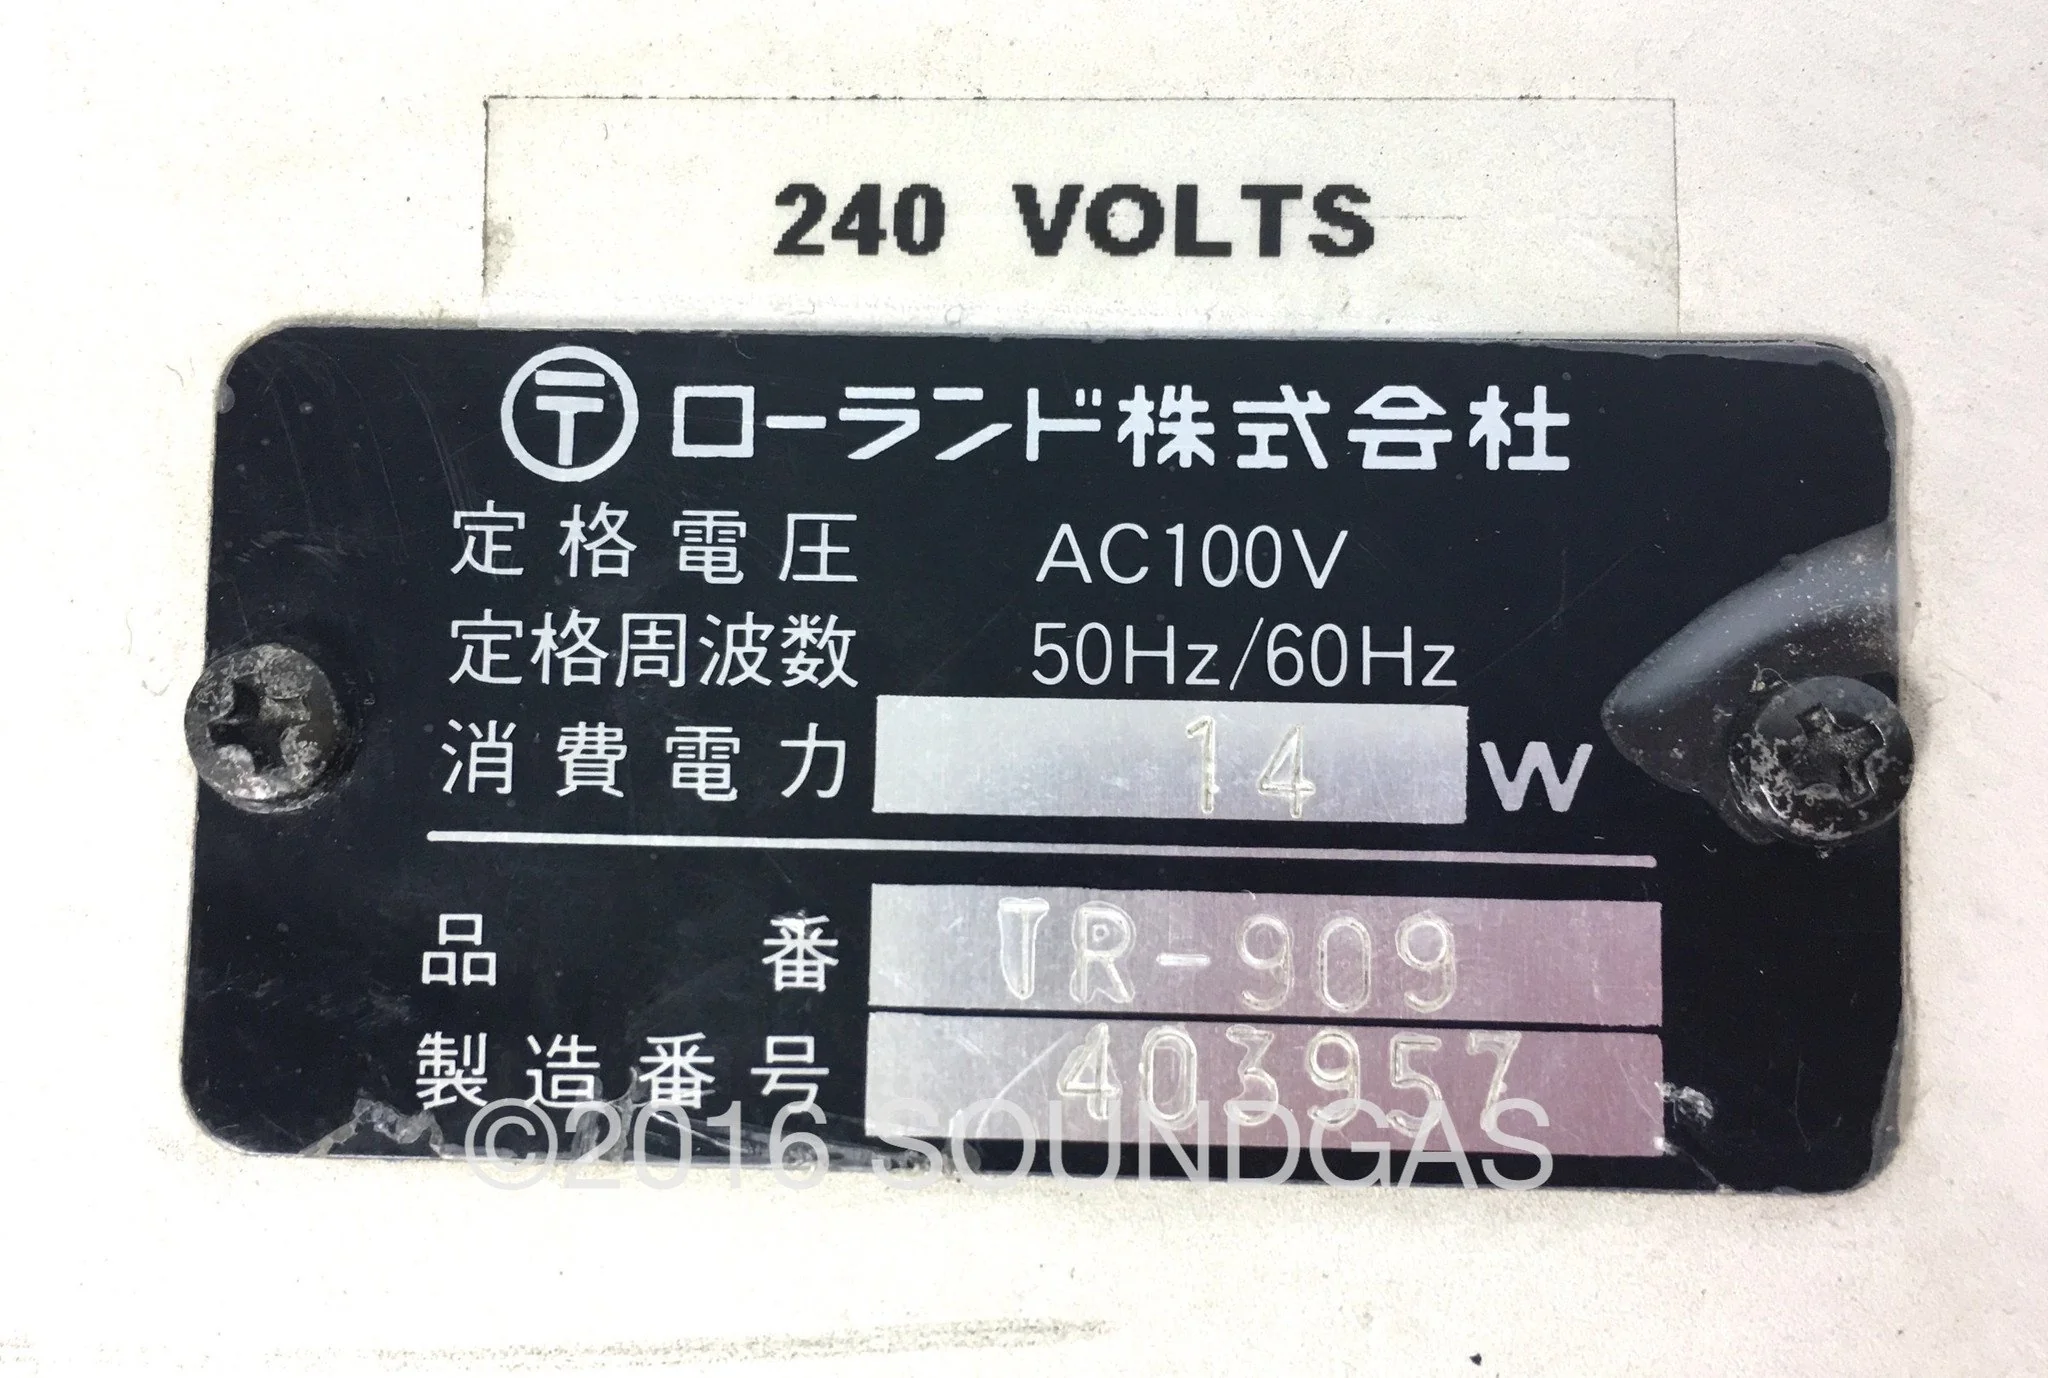 240 VOLTS
〒 ローランド株式会社
定格電圧 AC100V
定格周波数 50Hz/60Hz
消費電力 14 W
品番 TR-909
製造番号 403957
©2016 SOUNDGAS